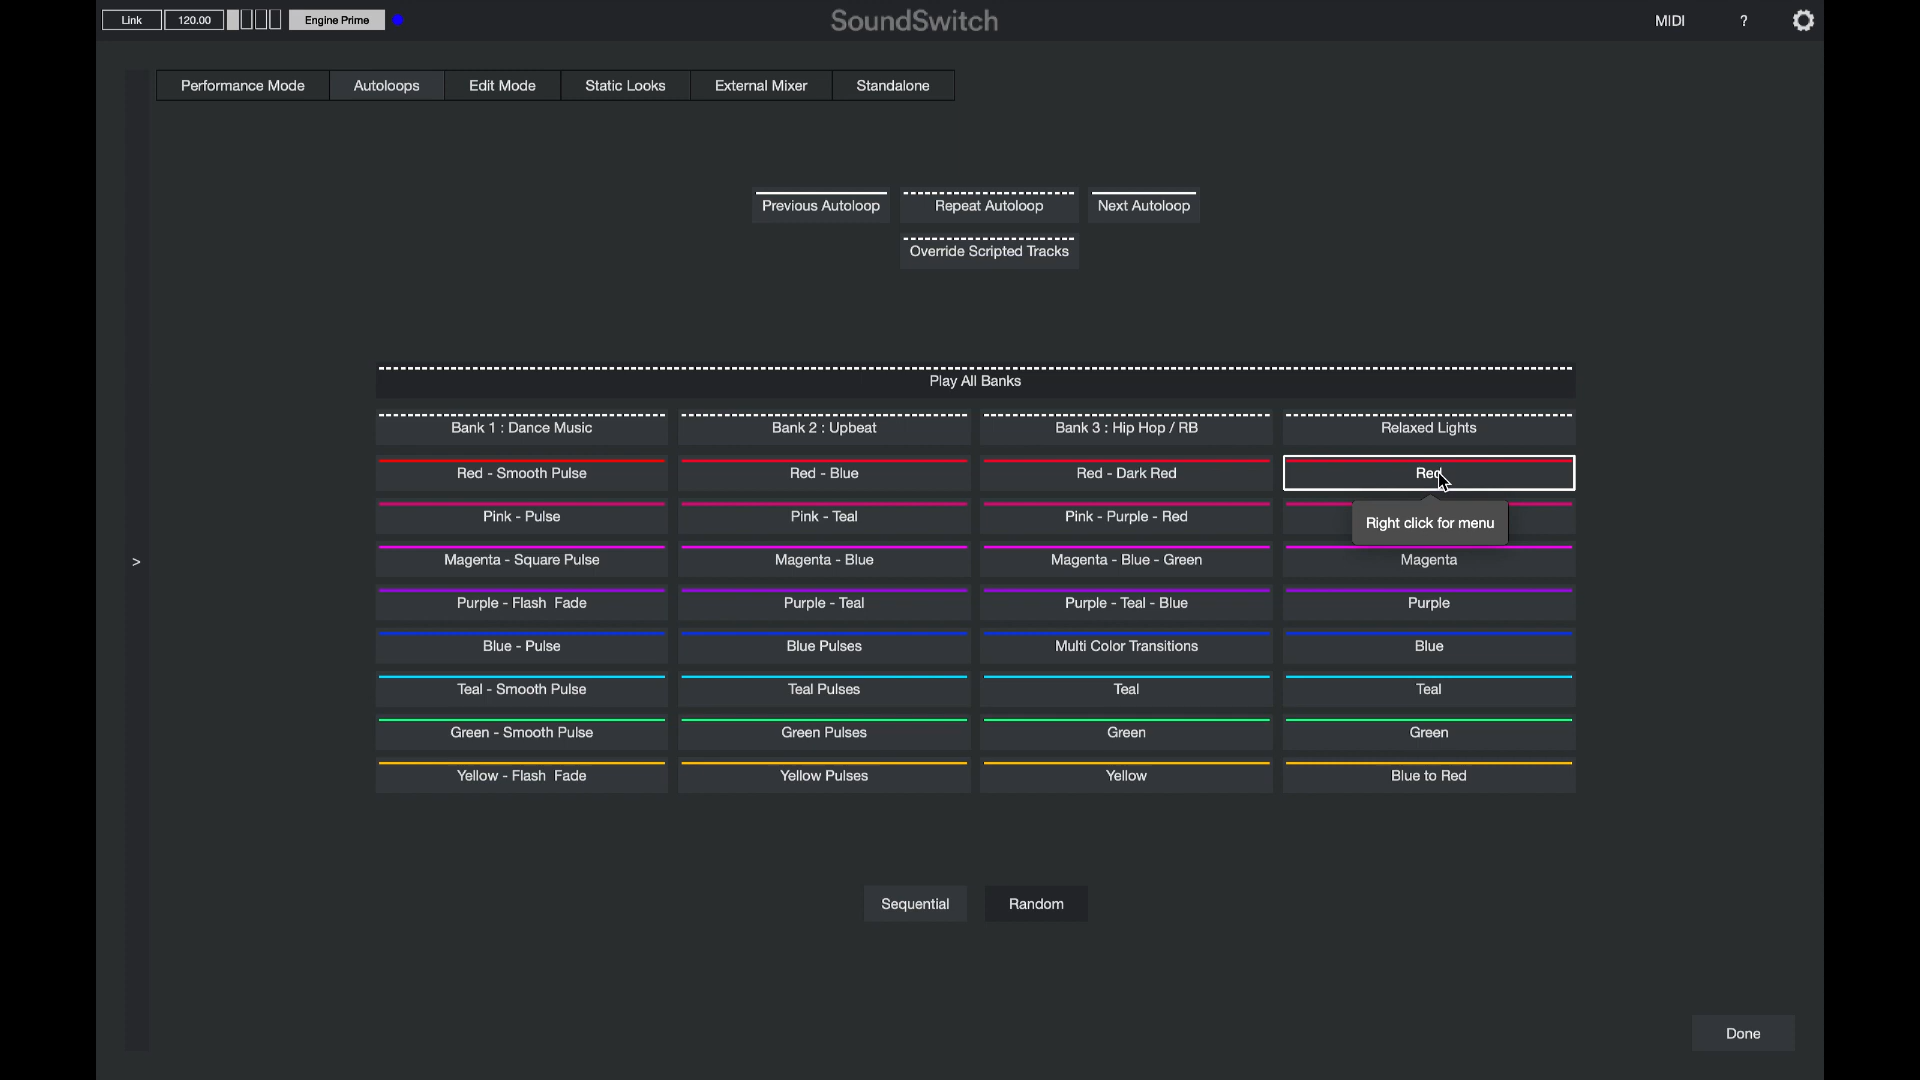 Link 120.00 Engine Prime SoundSwitch MIDI ?
Performance Mode Autoloops Edit Mode Static Looks External Mixer Standalone
Previous Autoloop Repeat Autoloop Next Autoloop
Override Scripted Tracks
Play All Banks
Bank 1 : Dance Music Bank 2 : Upbeat Bank 3 : Hip Hop / RB Relaxed Lights
Red - Smooth Pulse Red - Blue Red - Dark Red Red
Pink - Pulse Pink - Teal Pink - Purple - Red Right click for menu
Magenta - Square Pulse Magenta - Blue Magenta - Blue - Green Magenta
> Purple - Flash Fade Purple - Teal Purple - Teal - Blue Purple
Blue - Pulse Blue Pulses Multi Color Transitions Blue
Teal - Smooth Pulse Teal Pulses Teal Teal
Green - Smooth Pulse Green Pulses Green Green
Yellow - Flash Fade Yellow Pulses Yellow Blue to Red
Sequential Random
Done